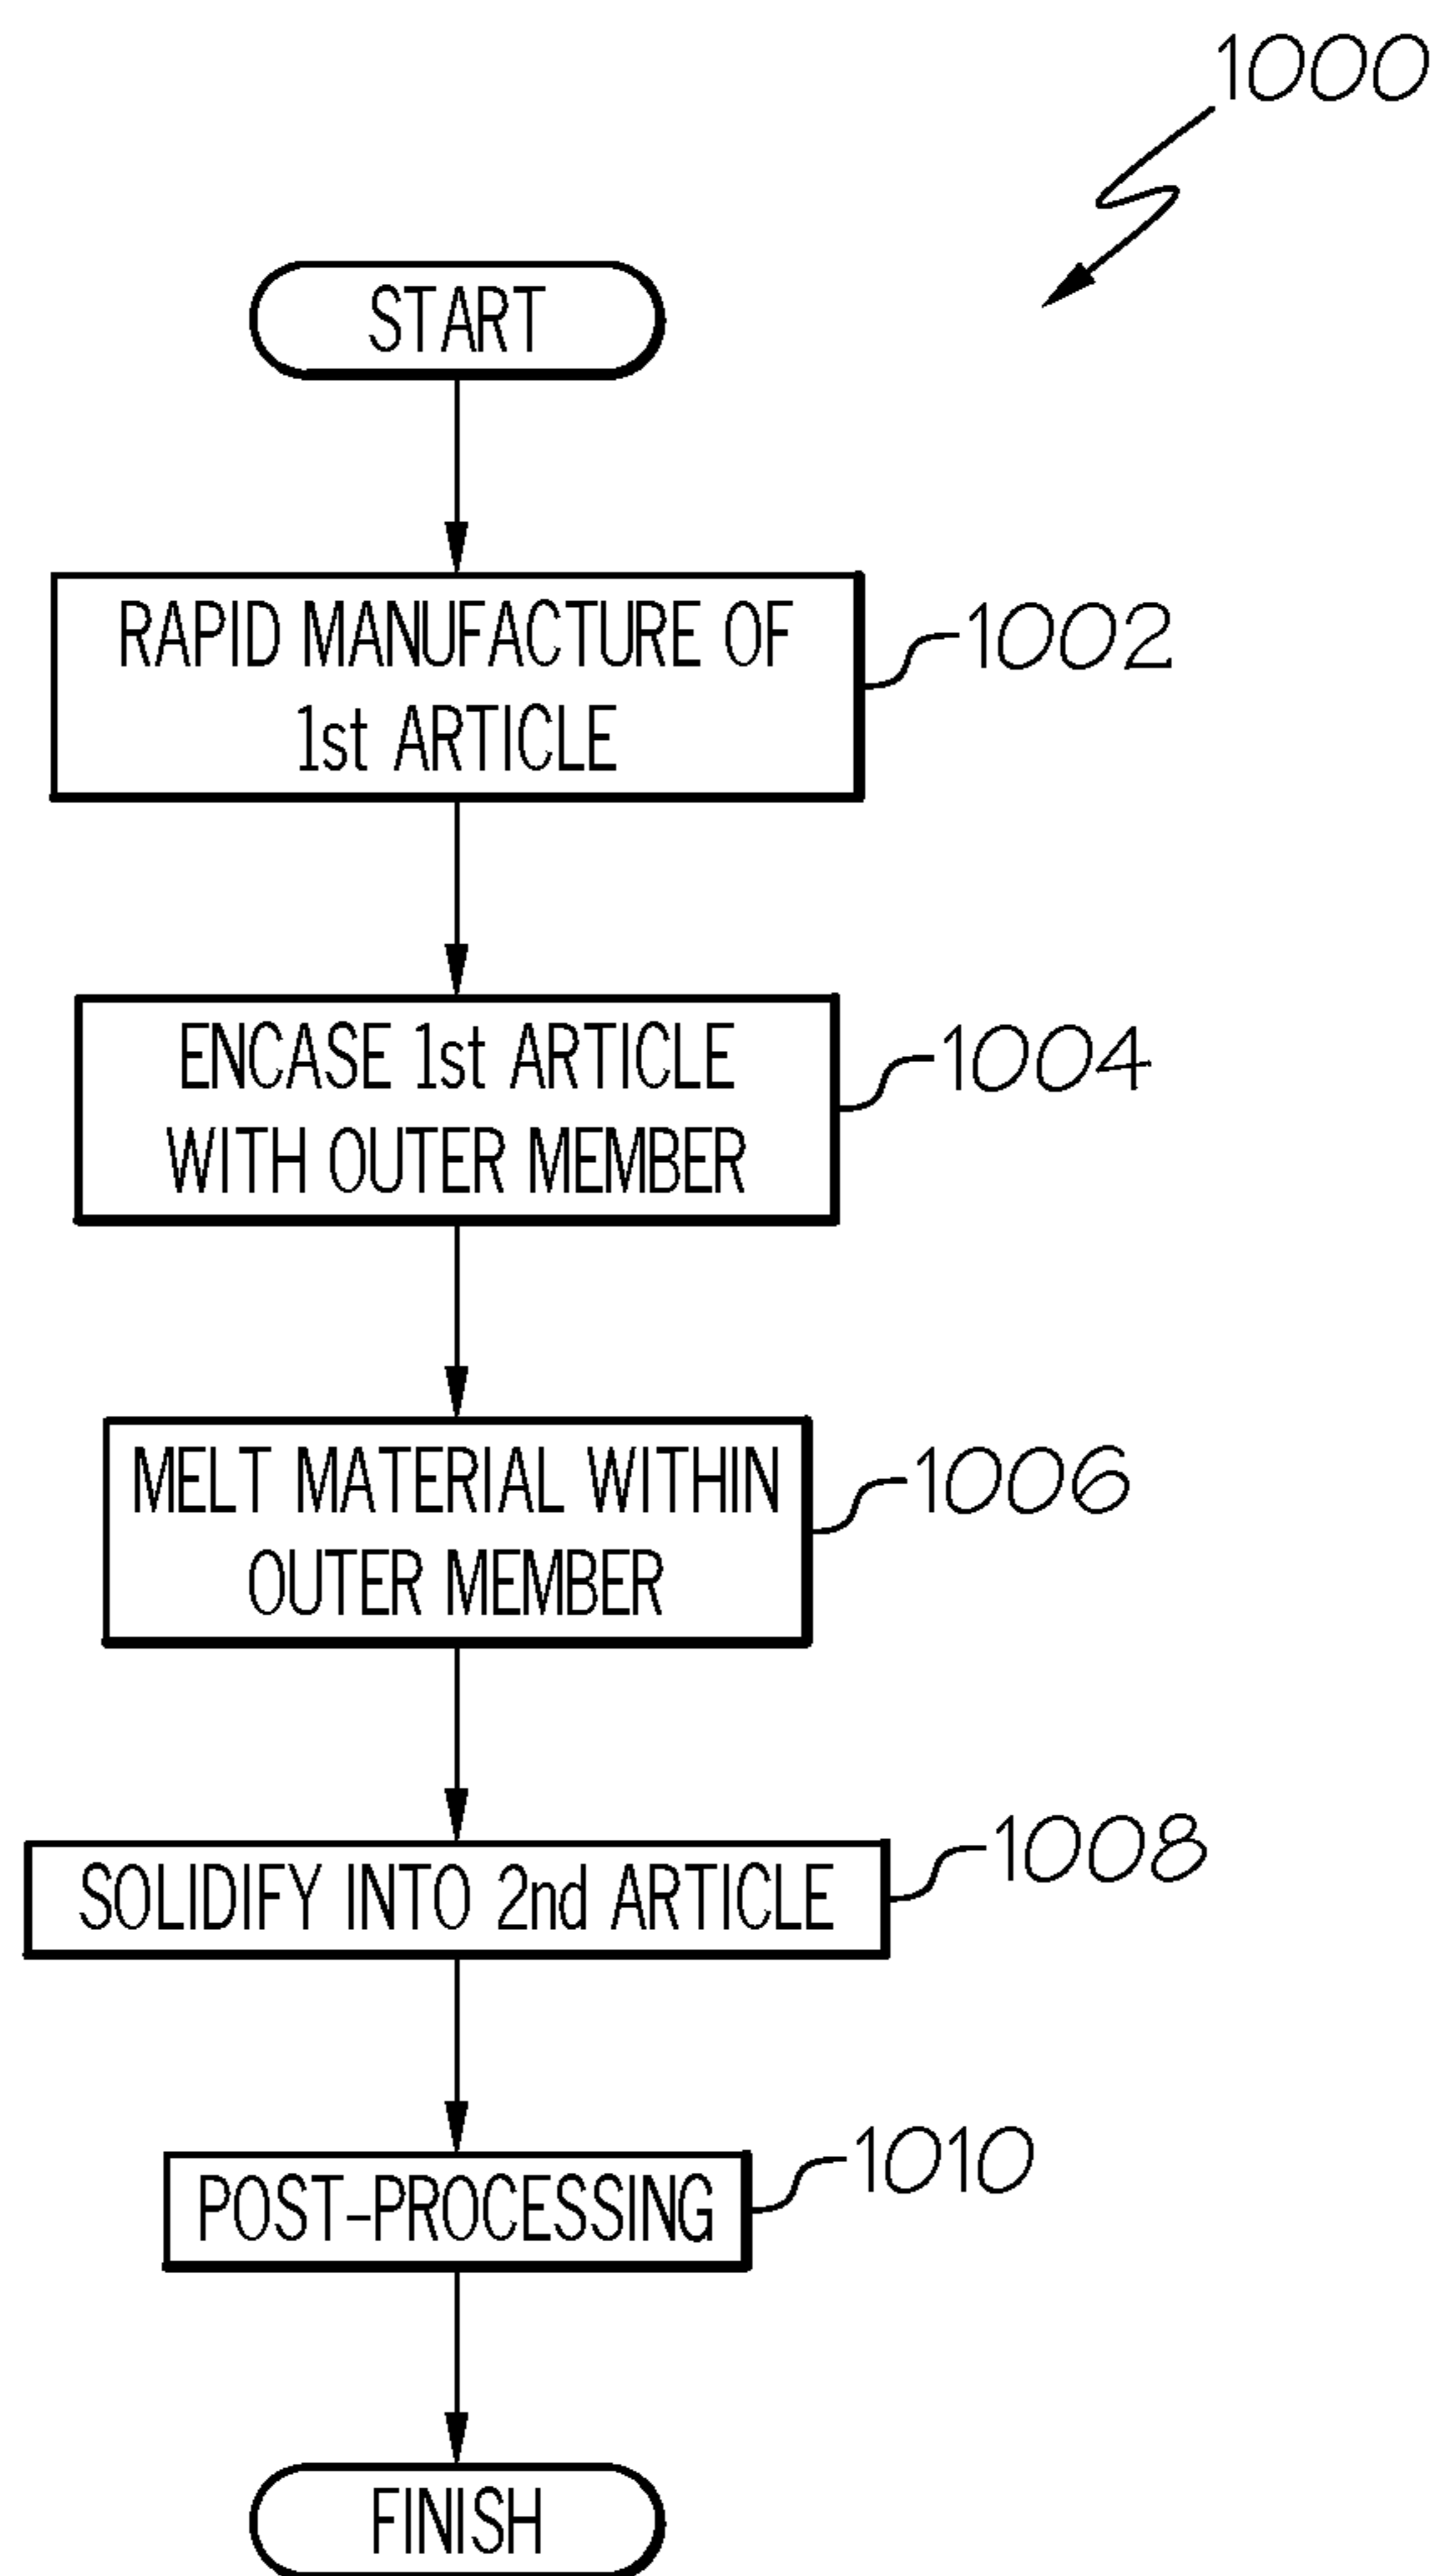 1000
START
RAPID MANUFACTURE OF
1st ARTICLE
1002
ENCASE 1st ARTICLE
WITH OUTER MEMBER
1004
MELT MATERIAL WITHIN
OUTER MEMBER
1006
SOLIDIFY INTO 2nd ARTICLE
1008
POST-PROCESSING
1010
FINISH